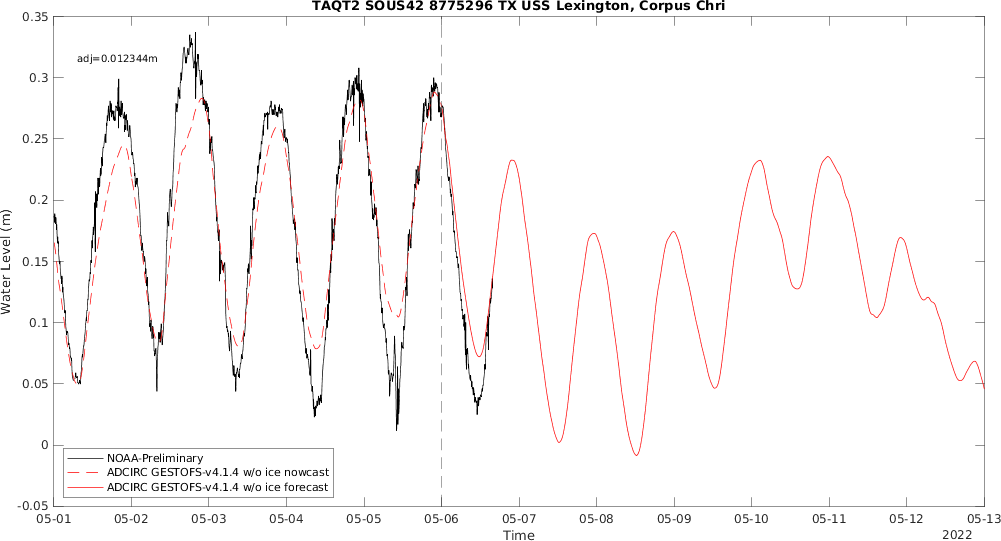 TAQT2 SOUS42 8775296 TX USS Lexington, Corpus Chri
0.35
adj=0.012344m
0.3
0.25
0.2
0.15
0.1
0.05
0
-0.05
Water Level (m)
NOAA-Preliminary
ADCIRC GESTOFS-v4.1.4 w/o ice nowcast
ADCIRC GESTOFS-v4.1.4 w/o ice forecast
05-01 05-02 05-03 05-04 05-05 05-06 05-07 05-08 05-09 05-10 05-11 05-12 05-13
Time 2022